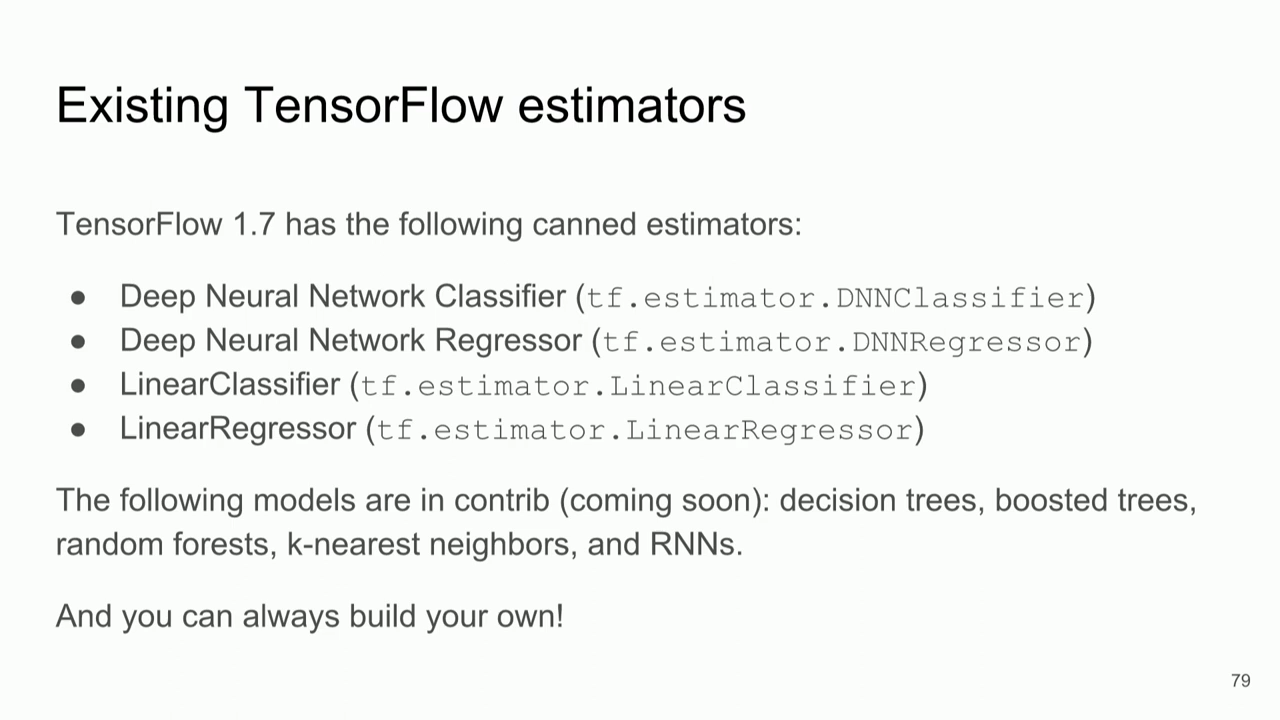 Existing TensorFlow estimators
TensorFlow 1.7 has the following canned estimators:
● Deep Neural Network Classifier (tf.estimator.DNNClassifier)
● Deep Neural Network Regressor (tf.estimator.DNNRegressor)
● LinearClassifier (tf.estimator.LinearClassifier)
● LinearRegressor (tf.estimator.LinearRegressor)
The following models are in contrib (coming soon): decision trees, boosted trees,
random forests, k-nearest neighbors, and RNNs.
And you can always build your own!
79